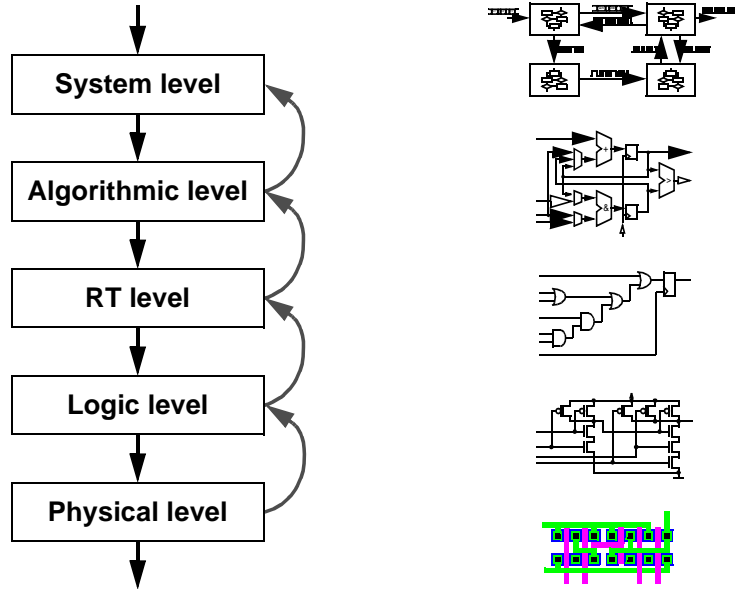 System level
Algorithmic level
+
>
&
RT level
Logic level
Physical level